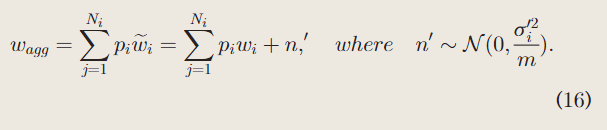 $w_{agg} = \sum_{j=1}^{N_i} p_i \widetilde{w}_i = \sum_{j=1}^{N_i} p_i w_i + n,' \quad where \quad n' \sim \mathcal{N}(0, \frac{\sigma_i'^2}{m}).$
(16)